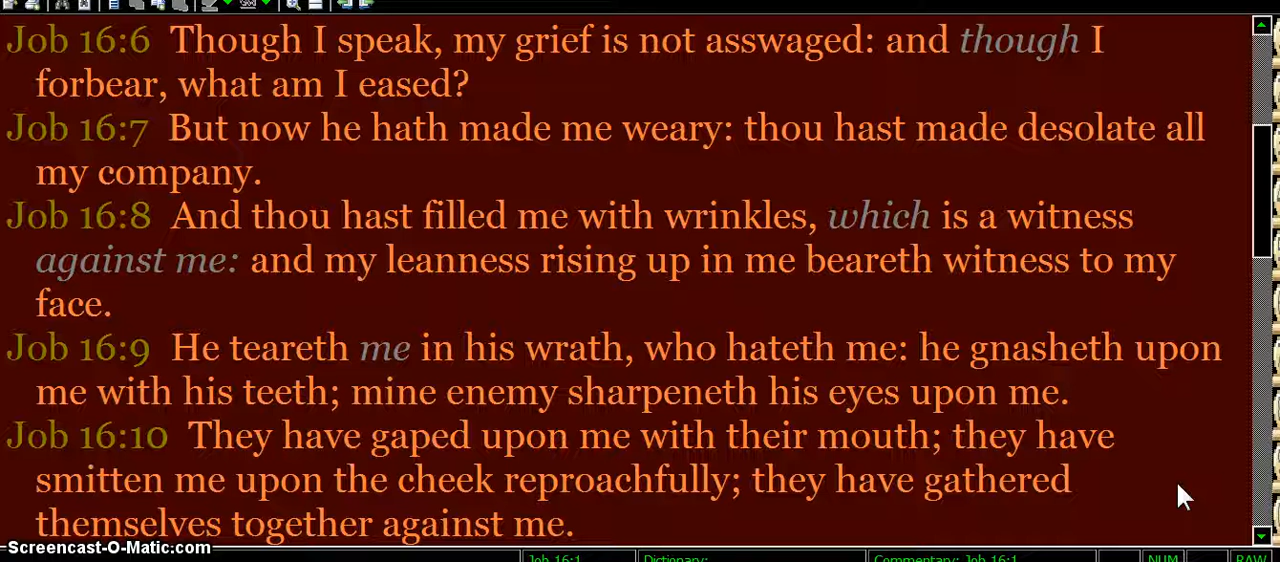 Job 16:6  Though I speak, my grief is not asswaged: and though I
forbear, what am I eased?
Job 16:7  But now he hath made me weary: thou hast made desolate all
my company.
Job 16:8  And thou hast filled me with wrinkles, which is a witness
against me: and my leanness rising up in me beareth witness to my
face.
Job 16:9  He teareth me in his wrath, who hateth me: he gnasheth upon
me with his teeth; mine enemy sharpeneth his eyes upon me.
Job 16:10  They have gaped upon me with their mouth; they have
smitten me upon the cheek reproachfully; they have gathered
themselves together against me.
Screencast-O-Matic.com
Job 16:1 Dictionary: Commentary: Job 16:1 NUM RAW